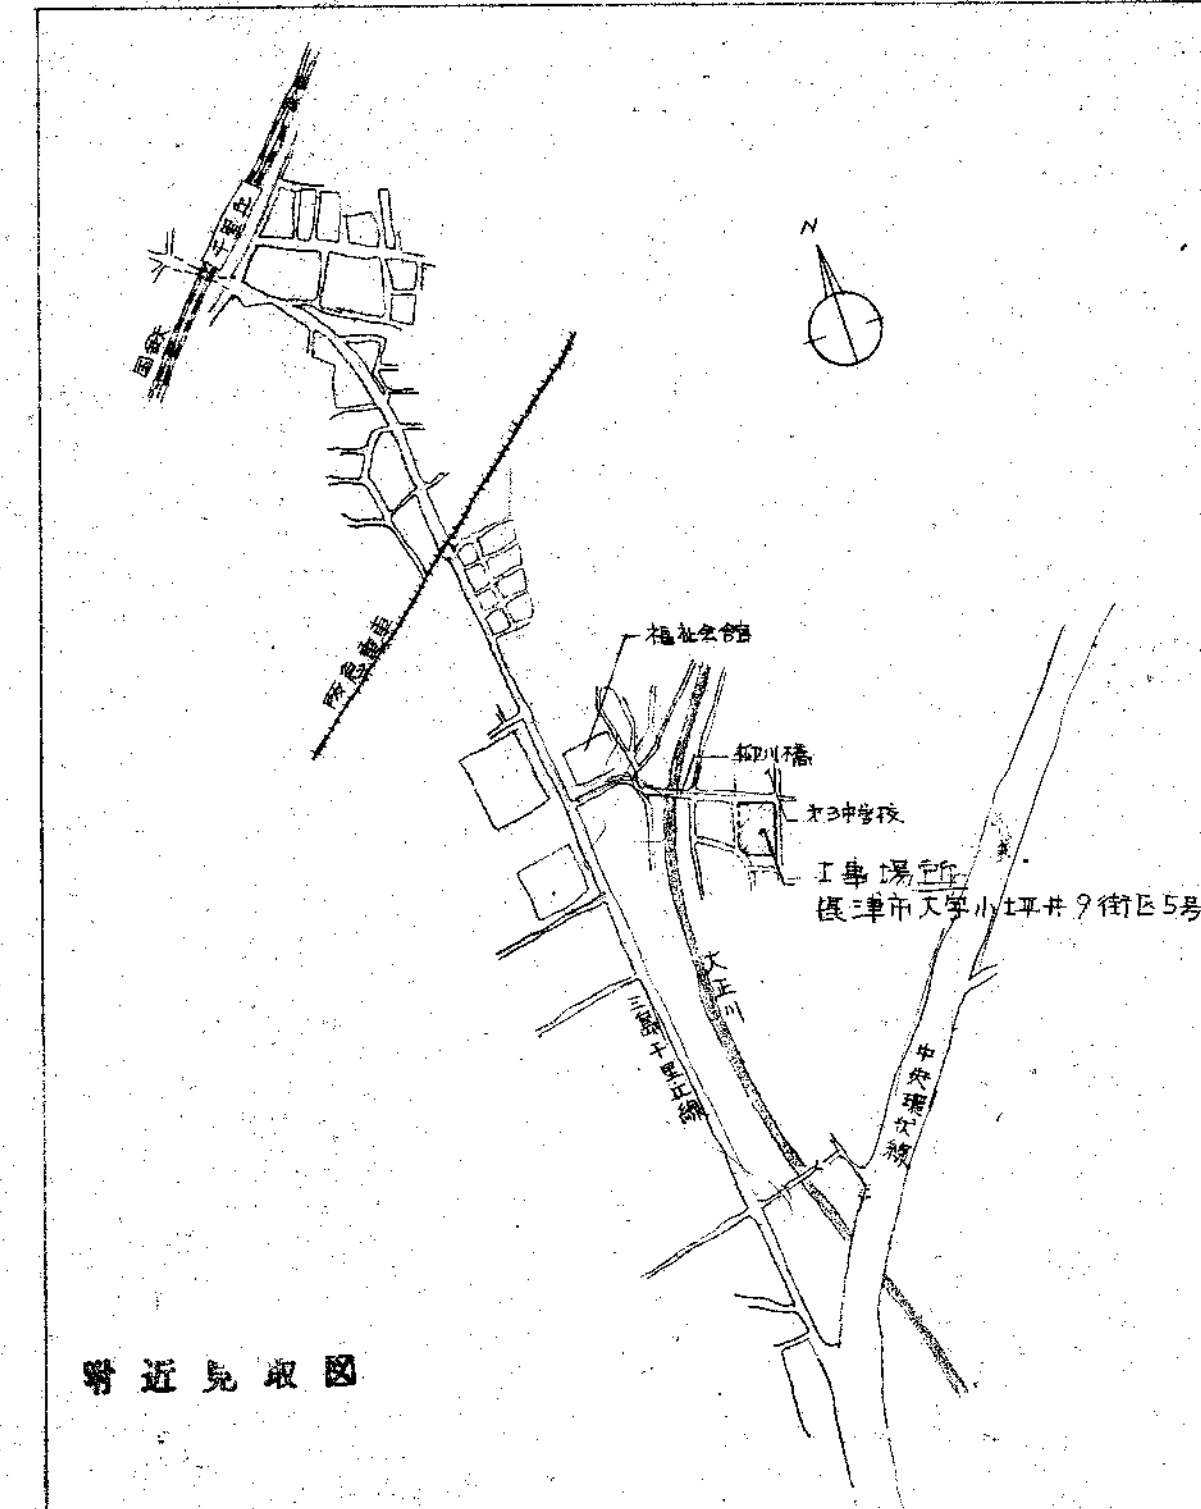 千里丘
国鉄
N
阪急電車
福祉会館
柳川橋
才3中学校
工事場所
摂津市大字小坪井9街区5号
大正川
三島千里丘線
中央環状線
附近見取図